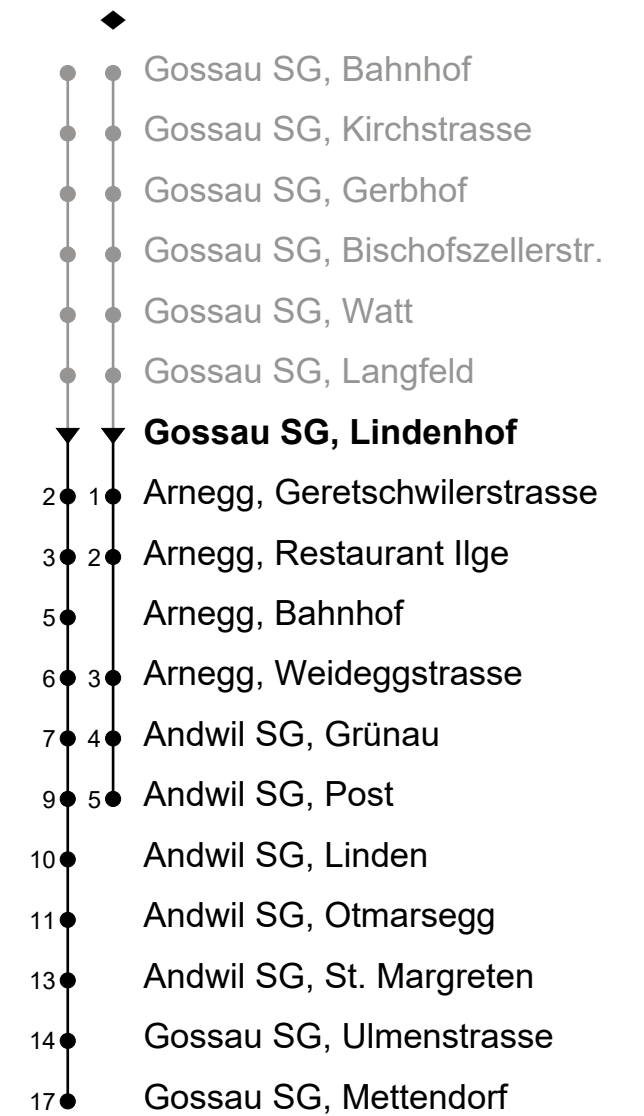 Gossau SG, Bahnhof
Gossau SG, Kirchstrasse
Gossau SG, Gerbhof
Gossau SG, Bischofszellerstr.
Gossau SG, Watt
Gossau SG, Langfeld
Gossau SG, Lindenhof
2 1 Arnegg, Geretschwilerstrasse
3 2 Arnegg, Restaurant Ilge
5 Arnegg, Bahnhof
6 3 Arnegg, Weideggstrasse
7 4 Andwil SG, Grünau
9 5 Andwil SG, Post
10 Andwil SG, Linden
11 Andwil SG, Otmarsegg
13 Andwil SG, St. Margreten
14 Gossau SG, Ulmenstrasse
17 Gossau SG, Mettendorf